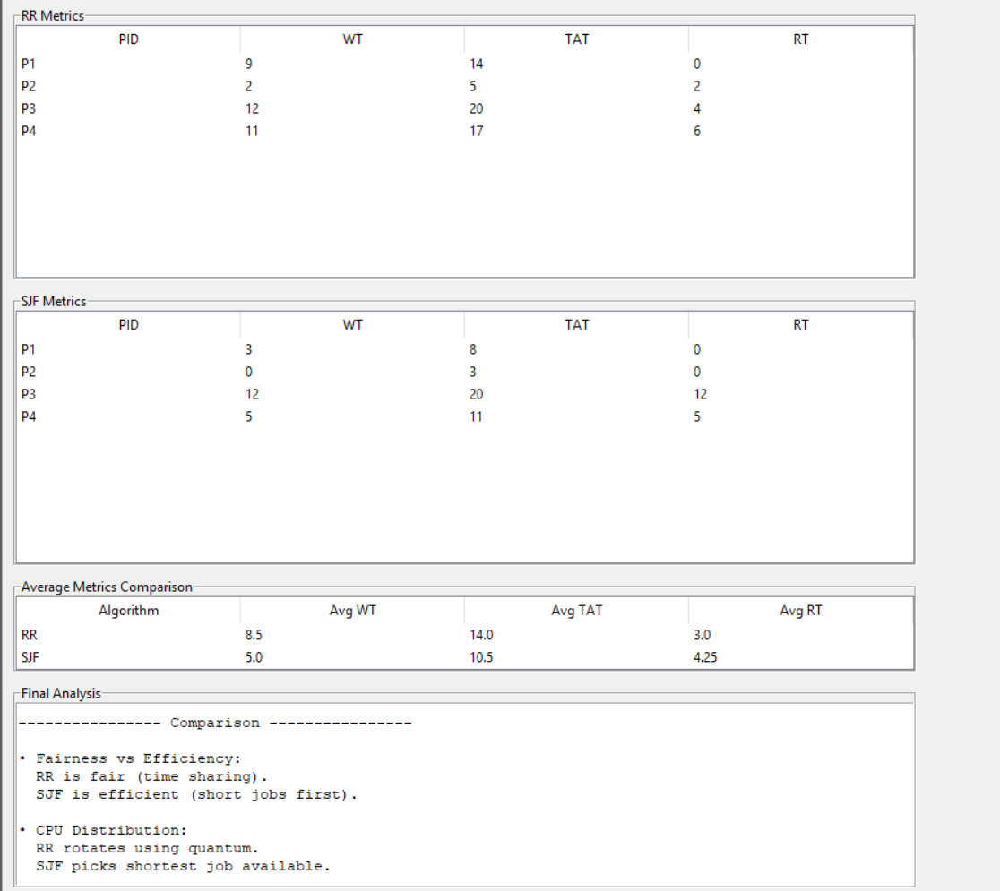 RR Metrics
PID WT TAT RT
P1 9 14 0
P2 2 5 2
P3 12 20 4
P4 11 17 6
SJF Metrics
PID WT TAT RT
P1 3 8 0
P2 0 3 0
P3 12 20 12
P4 5 11 5
Average Metrics Comparison
Algorithm Avg WT Avg TAT Avg RT
RR 8.5 14.0 3.0
SJF 5.0 10.5 4.25
Final Analysis
---------------- Comparison ----------------
• Fairness vs Efficiency:
RR is fair (time sharing).
SJF is efficient (short jobs first).
• CPU Distribution:
RR rotates using quantum.
SJF picks shortest job available.